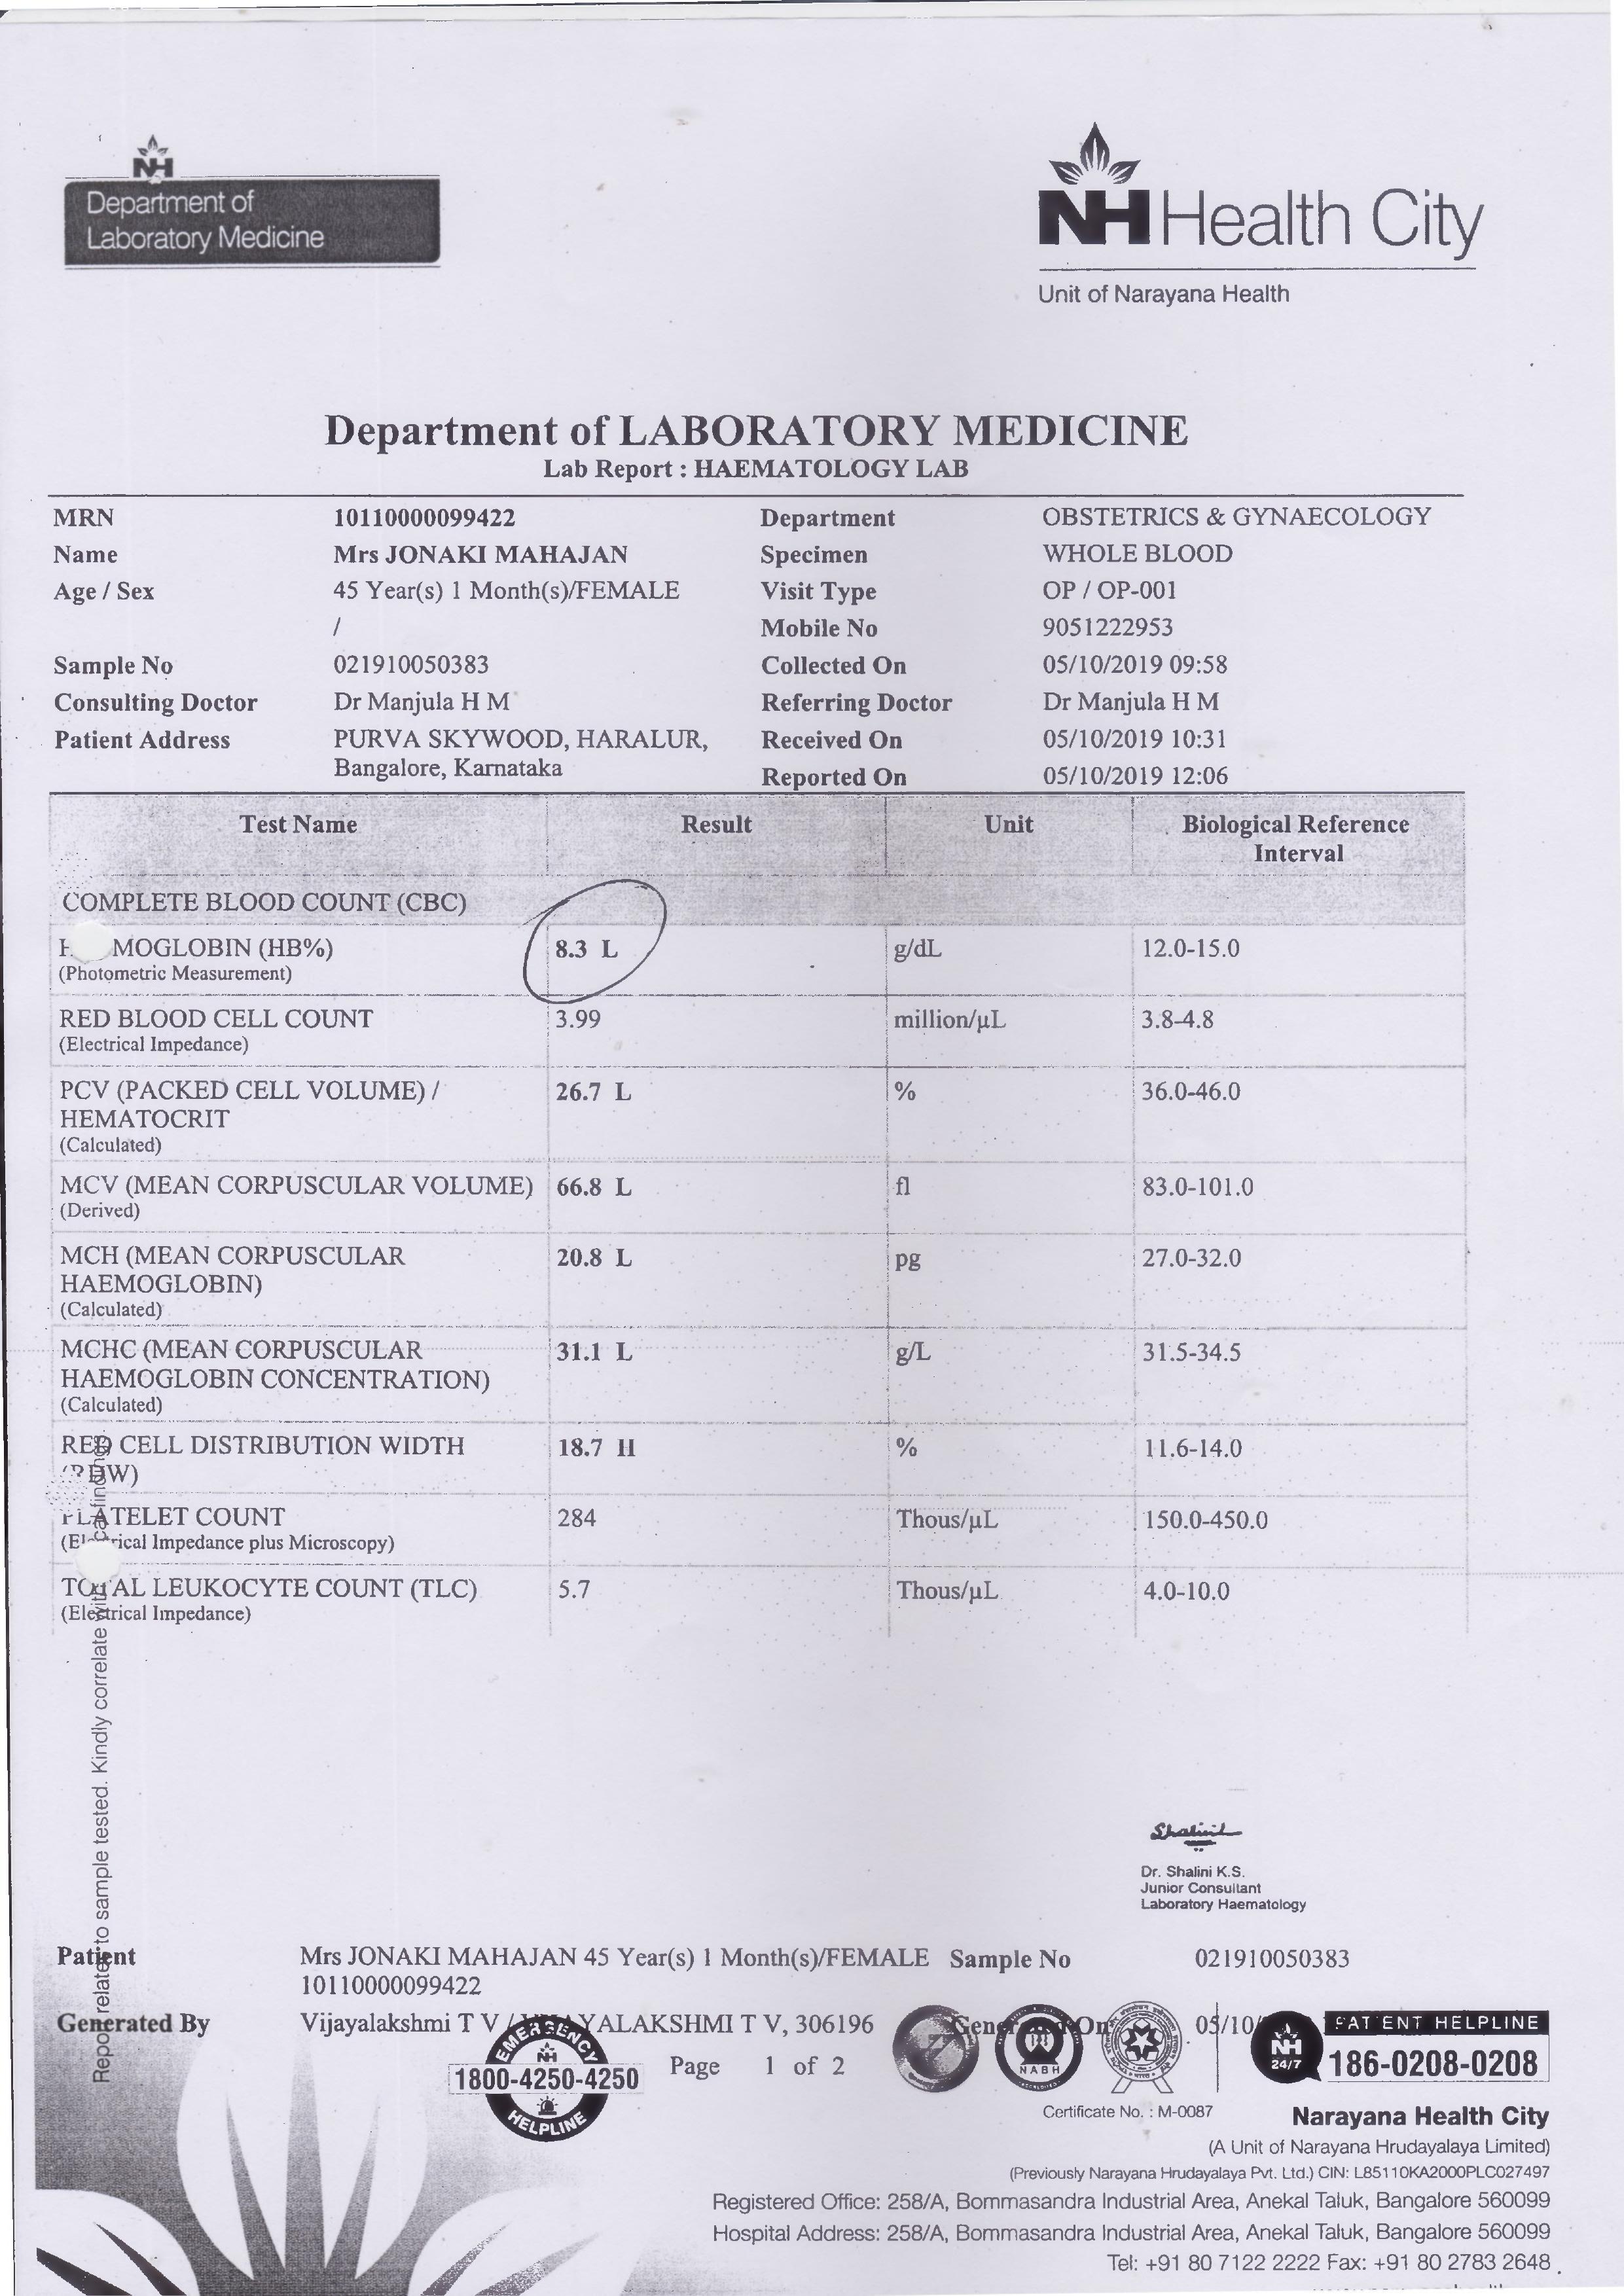 NH
Department of
Laboratory Medicine
NH Health City
Unit of Narayana Health
Department of LABORATORY MEDICINE
Lab Report : HAEMATOLOGY LAB
MRN 10110000099422 Department OBSTETRICS & GYNAECOLOGY
Name Mrs JONAKI MAHAJAN Specimen WHOLE BLOOD
Age / Sex 45 Year(s) 1 Month(s)/FEMALE Visit Type OP / OP-001
/ Mobile No 9051222953
Sample No 021910050383 Collected On 05/10/2019 09:58
Consulting Doctor Dr Manjula H M Referring Doctor Dr Manjula H M
Patient Address PURVA SKYWOOD, HARALUR, Received On 05/10/2019 10:31
Bangalore, Karnataka Reported On 05/10/2019 12:06
Test Name Result Unit Biological Reference
Interval
COMPLETE BLOOD COUNT (CBC)
MOGLOBIN (HB%) 8.3 L g/dL 12.0-15.0
(Photometric Measurement)
RED BLOOD CELL COUNT 3.99 million/µL 3.8-4.8
(Electrical Impedance)
PCV (PACKED CELL VOLUME) / 26.7 L % 36.0-46.0
HEMATOCRIT
(Calculated)
MCV (MEAN CORPUSCULAR VOLUME) 66.8 L fl 83.0-101.0
(Derived)
MCH (MEAN CORPUSCULAR 20.8 L pg 27.0-32.0
HAEMOGLOBIN)
(Calculated)
MCHC (MEAN CORPUSCULAR 31.1 L g/L 31.5-34.5
HAEMOGLOBIN CONCENTRATION)
(Calculated)
RED CELL DISTRIBUTION WIDTH 18.7 H % 11.6-14.0
(RDW)
PLATELET COUNT 284 Thous/µL 150.0-450.0
(Electrical Impedance plus Microscopy)
TOTAL LEUKOCYTE COUNT (TLC) 5.7 Thous/µL 4.0-10.0
(Electrical Impedance)
Report relates to sample tested. Kindly correlate with findings
Shalini
Dr. Shalini K.S.
Junior Consultant
Laboratory Haematology
Patient Mrs JONAKI MAHAJAN 45 Year(s) 1 Month(s)/FEMALE Sample No 021910050383
10110000099422
Generated By Vijayalakshmi T V / VIJAYALAKSHMI T V, 306196 Generated On 05/10/
Page 1 of 2
EMERGENCY
NH
1800-4250-4250
HELPLINE
NABH
Certificate No. : M-0087
NH
24/7
PATIENT HELPLINE
186-0208-0208
Narayana Health City
(A Unit of Narayana Hrudayalaya Limited)
(Previously Narayana Hrudayalaya Pvt. Ltd.) CIN: L85110KA2000PLC027497
Registered Office: 258/A, Bommasandra Industrial Area, Anekal Taluk, Bangalore 560099
Hospital Address: 258/A, Bommasandra Industrial Area, Anekal Taluk, Bangalore 560099
Tel: +91 80 7122 2222 Fax: +91 80 2783 2648